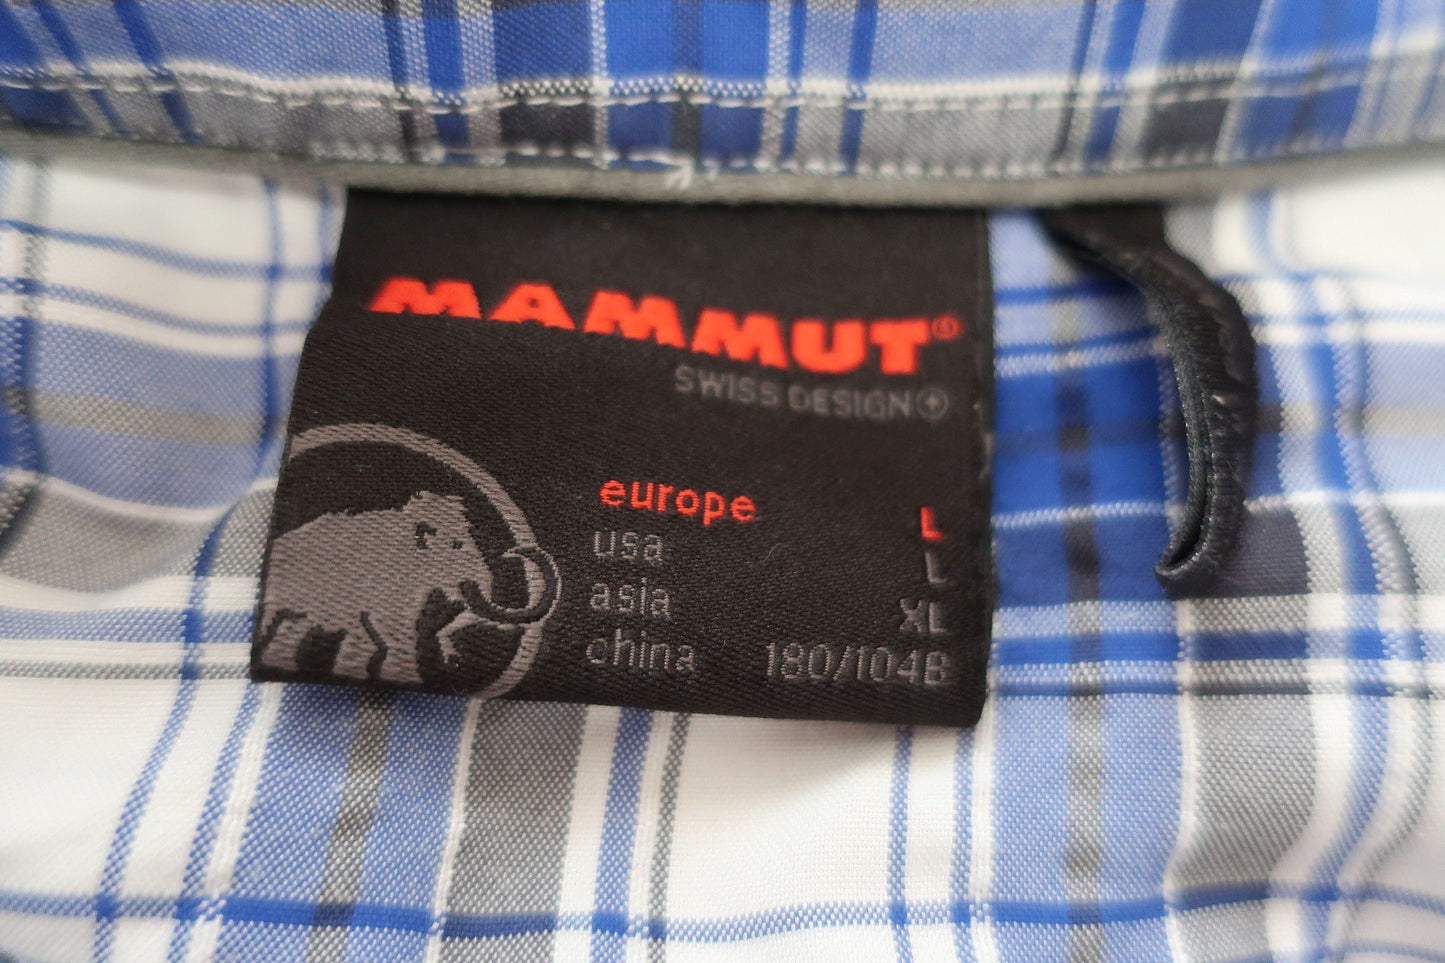 MAMMUT®
SWISS DESIGN
europe L
usa L
asia XL
china 180/104B